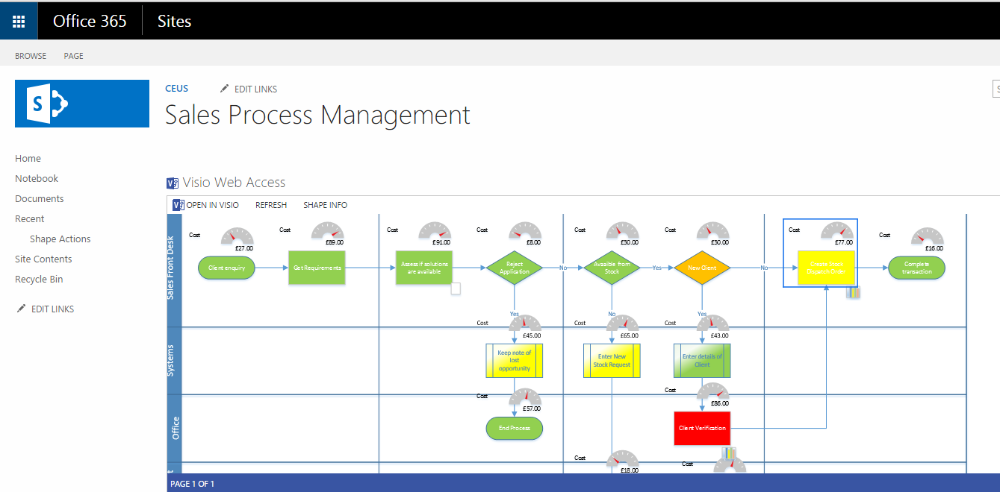 Office 365
Sites
BROWSE
PAGE
S
CEUS
EDIT LINKS
Sales Process Management
Home
Notebook
Documents
Recent
Shape Actions
Site Contents
Recycle Bin
EDIT LINKS
Visio Web Access
OPEN IN VISIO
REFRESH
SHAPE INFO
Sales Front Desk
Cost
£27.00
Client enquiry
Cost
£89.00
Get Requirements
Cost
£91.00
Assess if solutions
are available
Cost
£8.00
Reject
Application
No
Yes
Cost
£30.00
Avaaible from
Stock
Yes
No
Cost
£30.00
New Client
No
Yes
Cost
£77.00
Create Stock
Dispatch Order
Cost
£16.00
Complete
transaction
Systems
Cost
£45.00
Keep note of
lost
opportunity
Cost
£65.00
Enter New
Stock Request
Cost
£43.00
Enter details of
Client
Office
Cost
£57.00
End Process
Cost
£86.00
Client Verification
Cost
£18.00
Cost
PAGE 1 OF 1